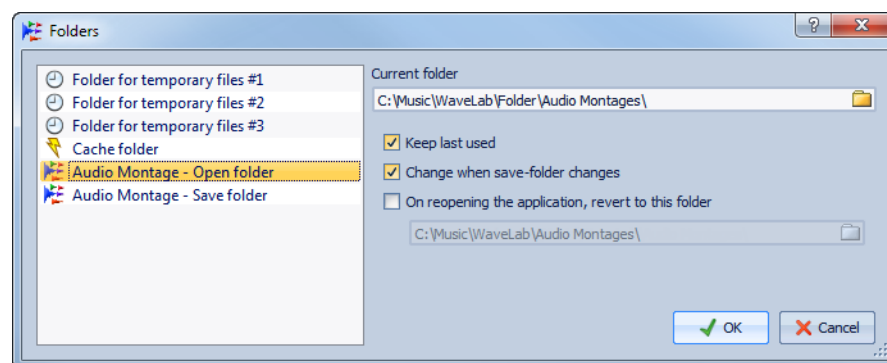 Folders
Folder for temporary files #1
Folder for temporary files #2
Folder for temporary files #3
Cache folder
Audio Montage - Open folder
Audio Montage - Save folder
Current folder
C:\Music\WaveLab\Folder\Audio Montages\
Keep last used
Change when save-folder changes
On reopening the application, revert to this folder
C:\Music\WaveLab\Audio Montages\
OK
Cancel